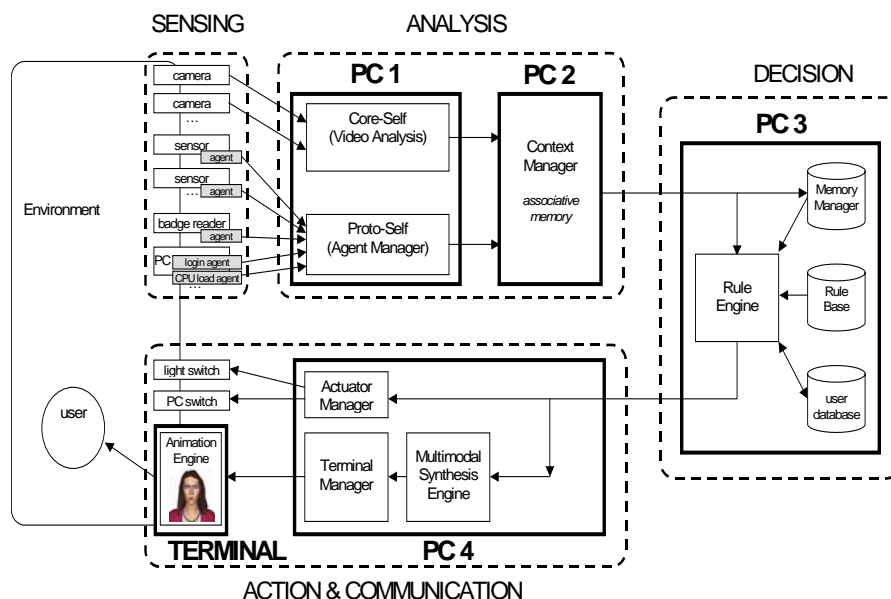 SENSING
ANALYSIS
DECISION
PC 1
PC 2
PC 3
Environment
camera
camera
...
sensor
agent
sensor
... agent
badge reader
agent
PC
login agent
CPU load agent
...
Core-Self
(Video Analysis)
Proto-Self
(Agent Manager)
Context
Manager
associative
memory
Memory
Manager
Rule
Engine
Rule
Base
user
database
light switch
PC switch
user
Animation
Engine
Actuator
Manager
Terminal
Manager
Multimodal
Synthesis
Engine
TERMINAL
PC 4
ACTION & COMMUNICATION